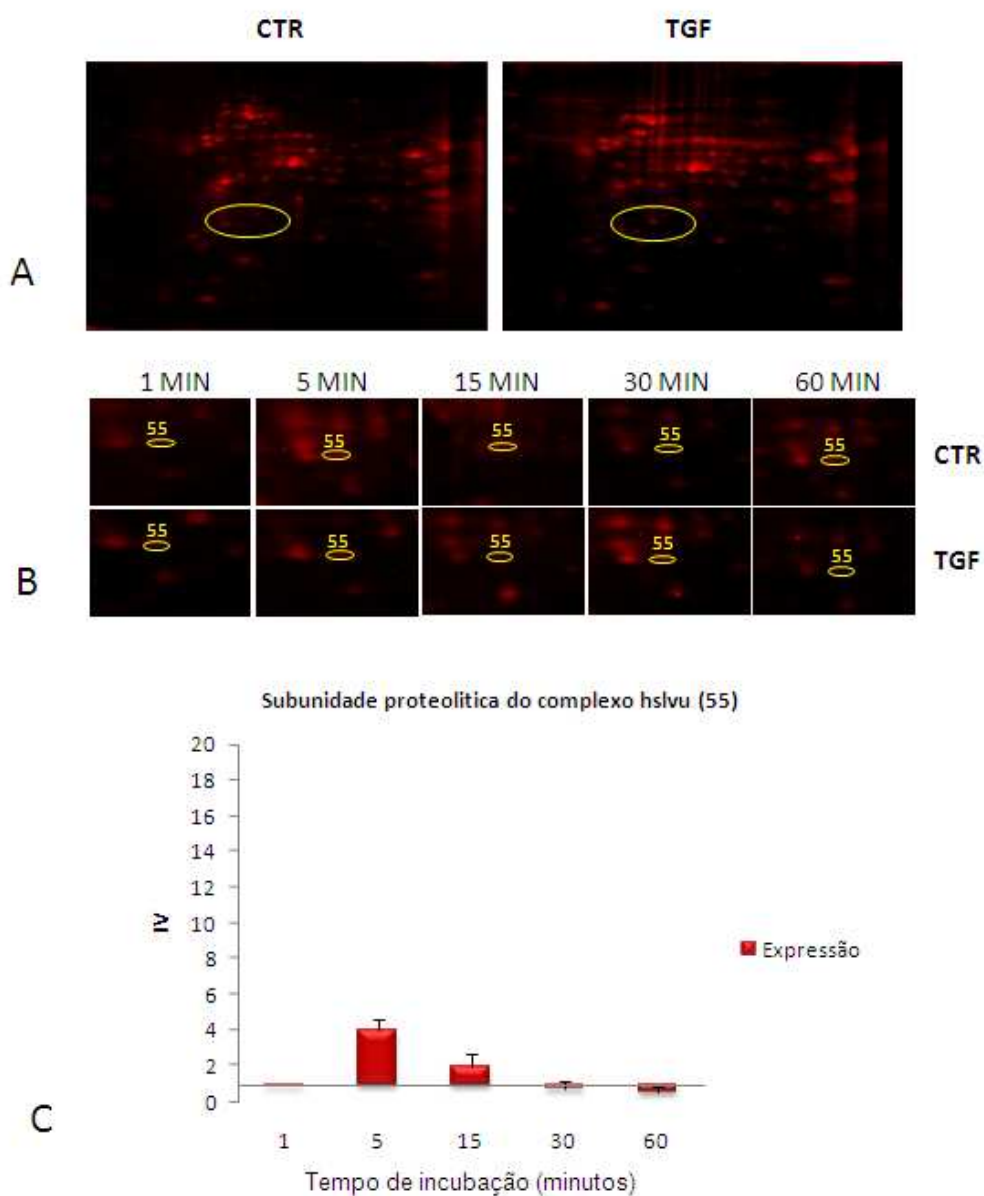 CTR TGF
A
1 MIN 5 MIN 15 MIN 30 MIN 60 MIN
55 55 55 55 55 CTR
55 55 55 55 55 TGF
B
Subunidade proteolitica do complexo hslvu (55)
20
18
16
14
12
10
8
6
4
2
0
IV
Expressão
C
1 5 15 30 60
Tempo de incubação (minutos)